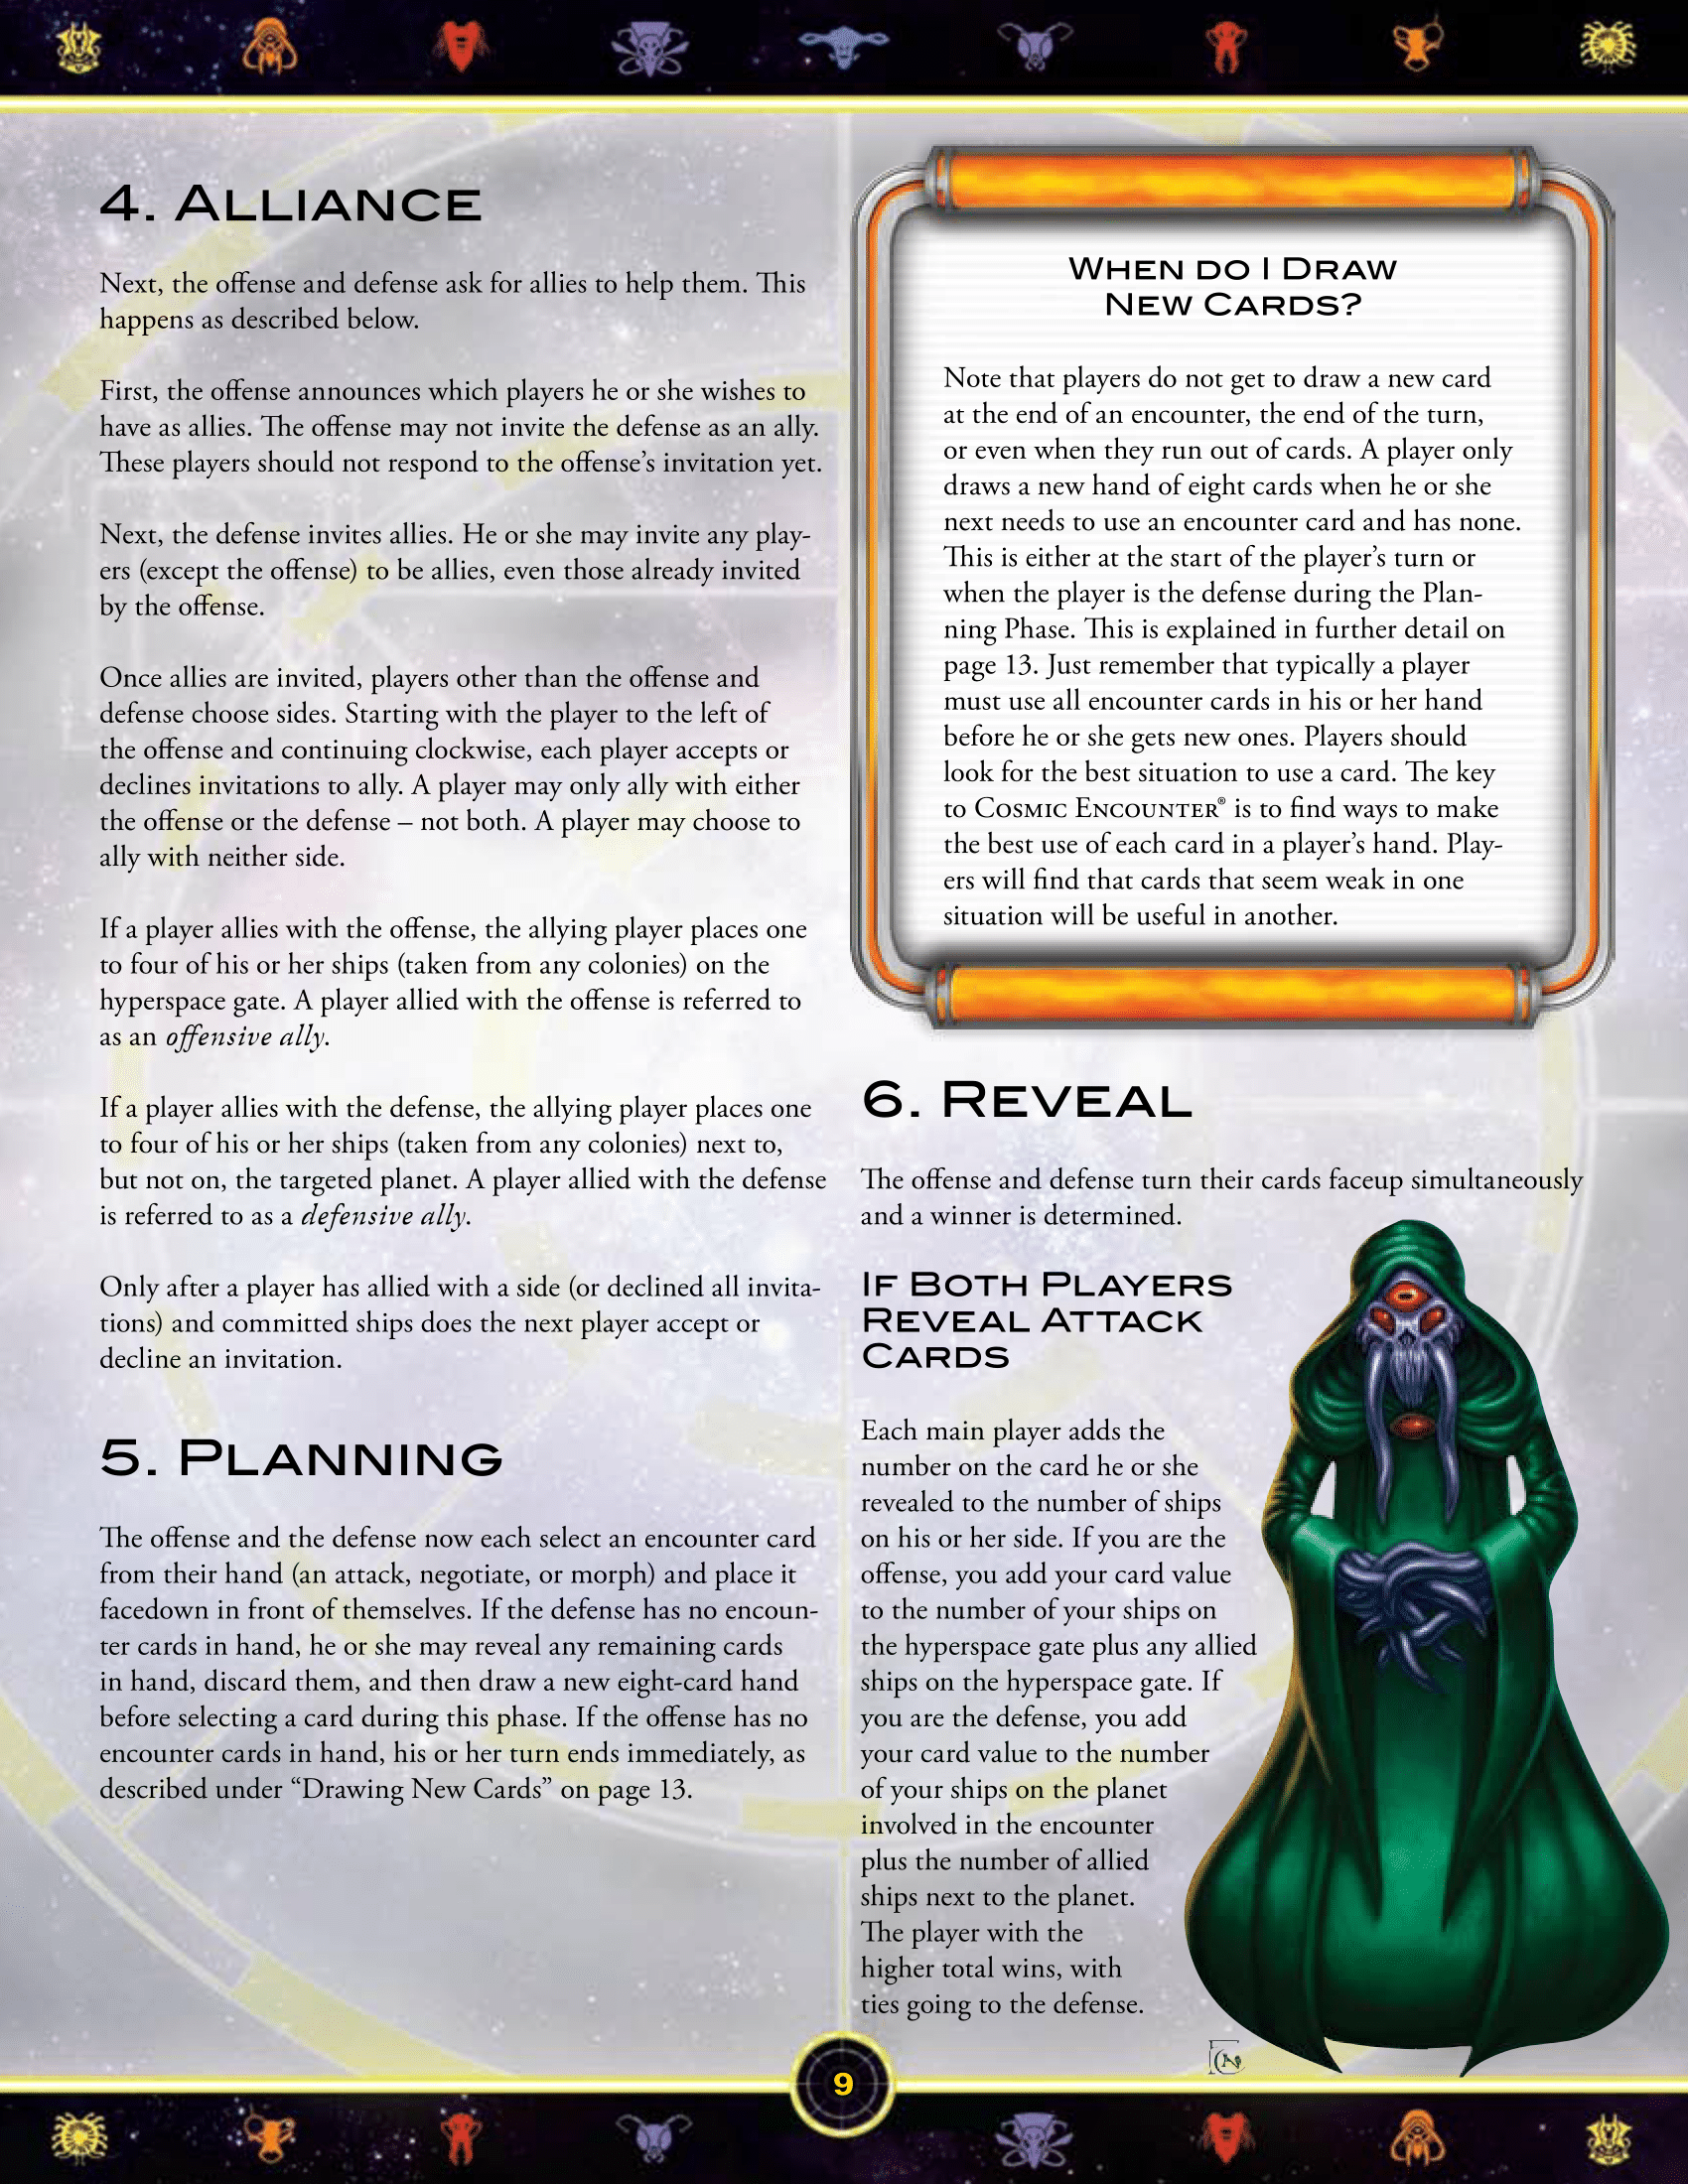 4. Alliance
Next, the offense and defense ask for allies to help them. This
happens as described below.
First, the offense announces which players he or she wishes to
have as allies. The offense may not invite the defense as an ally.
These players should not respond to the offense’s invitation yet.
Next, the defense invites allies. He or she may invite any play-
ers (except the offense) to be allies, even those already invited
by the offense.
Once allies are invited, players other than the offense and
defense choose sides. Starting with the player to the left of
the offense and continuing clockwise, each player accepts or
declines invitations to ally. A player may only ally with either
the offense or the defense – not both. A player may choose to
ally with neither side.
If a player allies with the offense, the allying player places one
to four of his or her ships (taken from any colonies) on the
hyperspace gate. A player allied with the offense is referred to
as an offensive ally.
If a player allies with the defense, the allying player places one
to four of his or her ships (taken from any colonies) next to,
but not on, the targeted planet. A player allied with the defense
is referred to as a defensive ally.
Only after a player has allied with a side (or declined all invita-
tions) and committed ships does the next player accept or
decline an invitation.
5. Planning
The offense and the defense now each select an encounter card
from their hand (an attack, negotiate, or morph) and place it
facedown in front of themselves. If the defense has no encoun-
ter cards in hand, he or she may reveal any remaining cards
in hand, discard them, and then draw a new eight-card hand
before selecting a card during this phase. If the offense has no
encounter cards in hand, his or her turn ends immediately, as
described under “Drawing New Cards” on page 13.
When do I Draw
New Cards?
Note that players do not get to draw a new card
at the end of an encounter, the end of the turn,
or even when they run out of cards. A player only
draws a new hand of eight cards when he or she
next needs to use an encounter card and has none.
This is either at the start of the player’s turn or
when the player is the defense during the Plan-
ning Phase. This is explained in further detail on
page 13. Just remember that typically a player
must use all encounter cards in his or her hand
before he or she gets new ones. Players should
look for the best situation to use a card. The key
to Cosmic Encounter® is to find ways to make
the best use of each card in a player’s hand. Play-
ers will find that cards that seem weak in one
situation will be useful in another.
6. Reveal
The offense and defense turn their cards faceup simultaneously
and a winner is determined.
If Both Players
Reveal Attack
Cards
Each main player adds the
number on the card he or she
revealed to the number of ships
on his or her side. If you are the
offense, you add your card value
to the number of your ships on
the hyperspace gate plus any allied
ships on the hyperspace gate. If
you are the defense, you add
your card value to the number
of your ships on the planet
involved in the encounter
plus the number of allied
ships next to the planet.
The player with the
higher total wins, with
ties going to the defense.
9